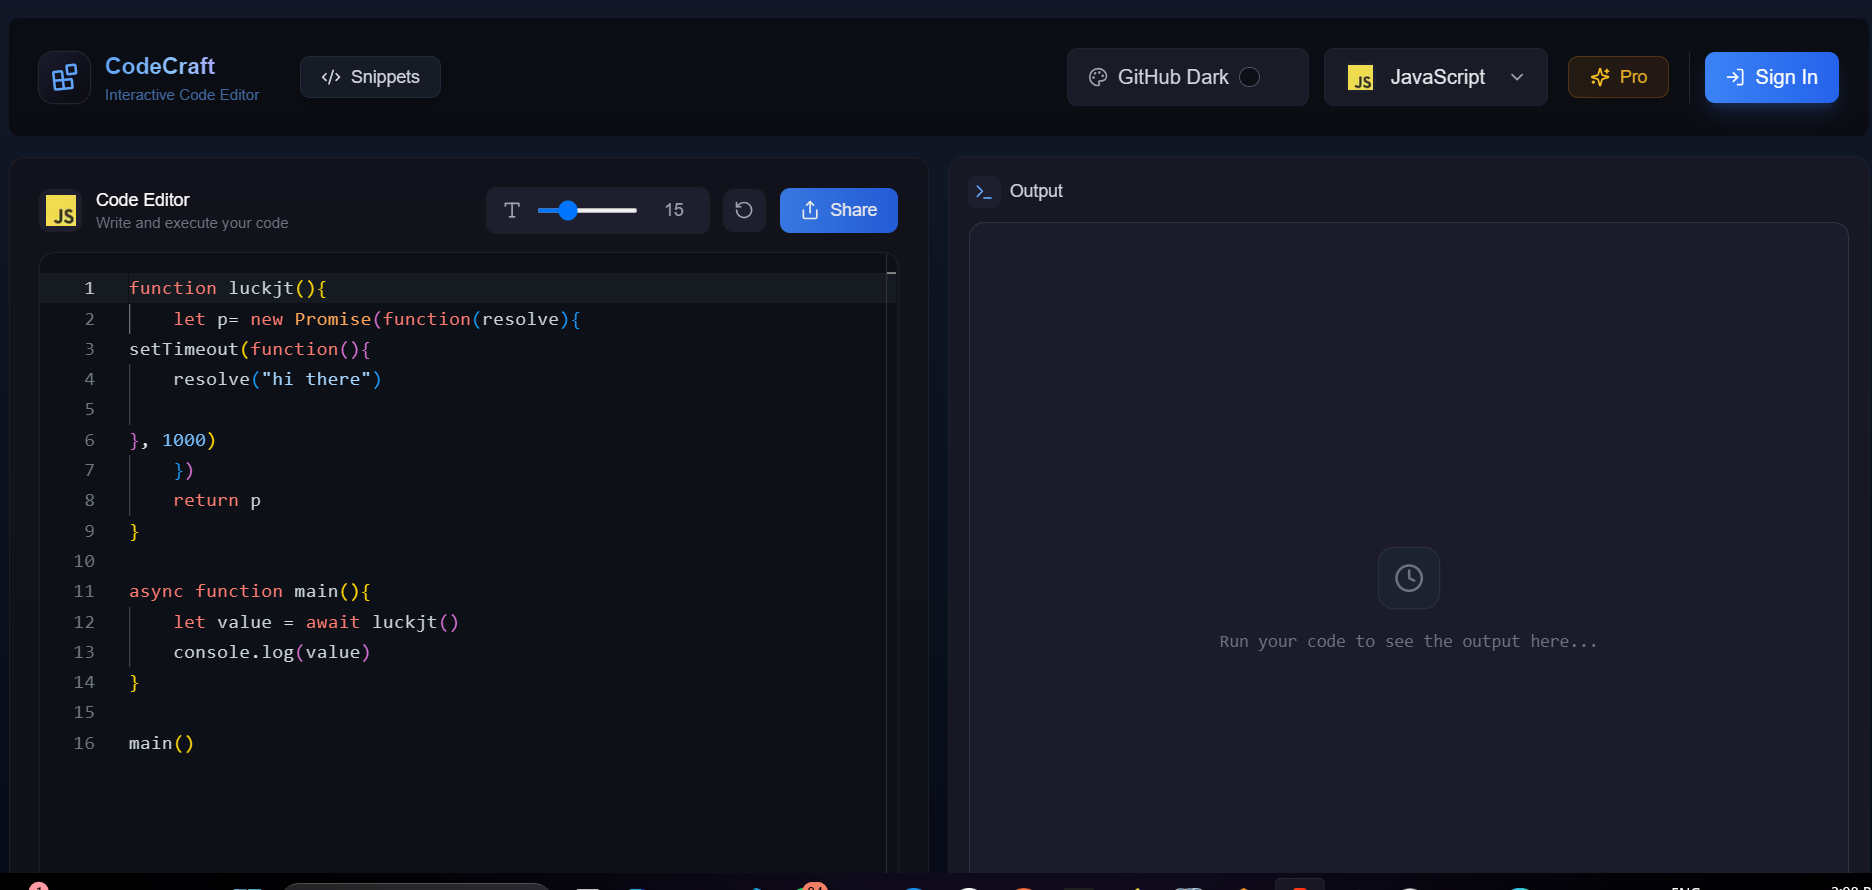 CodeCraft
Interactive Code Editor
</> Snippets
GitHub Dark
JS JavaScript
Pro
Sign In
JS
Code Editor
Write and execute your code
15
Share
>_ Output
1 function luckjt(){
2     let p= new Promise(function(resolve){
3 setTimeout(function(){
4     resolve("hi there")
5
6 }, 1000)
7     })
8     return p
9 }
10
11 async function main(){
12     let value = await luckjt()
13     console.log(value)
14 }
15
16 main()
Run your code to see the output here...